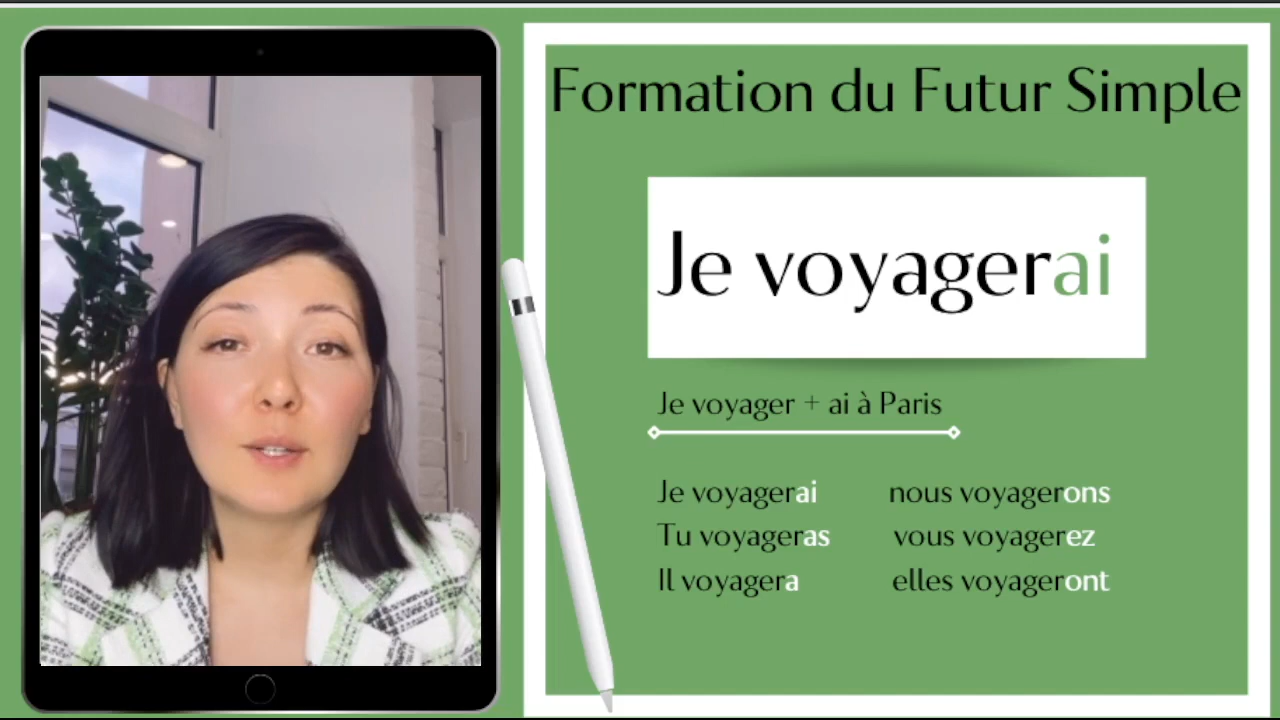 Formation du Futur Simple
Je voyagerai
Je voyager + ai à Paris
Je voyagerai nous voyagerons
Tu voyageras vous voyagerez
Il voyagera elles voyageront